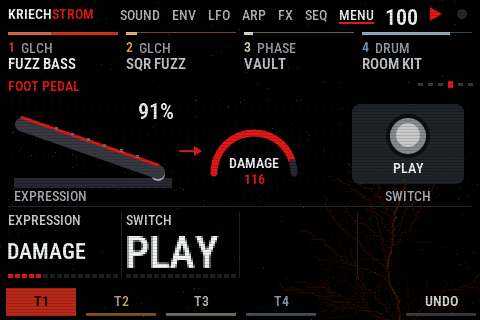 KRIECHSTROM SOUND ENV LFO ARP FX SEQ MENU 100
1 GLCH 2 GLCH 3 PHASE 4 DRUM
FUZZ BASS SQR FUZZ VAULT ROOM KIT
FOOT PEDAL
91%
DAMAGE
116
PLAY
EXPRESSION SWITCH
EXPRESSION SWITCH
DAMAGE PLAY
T1 T2 T3 T4 UNDO